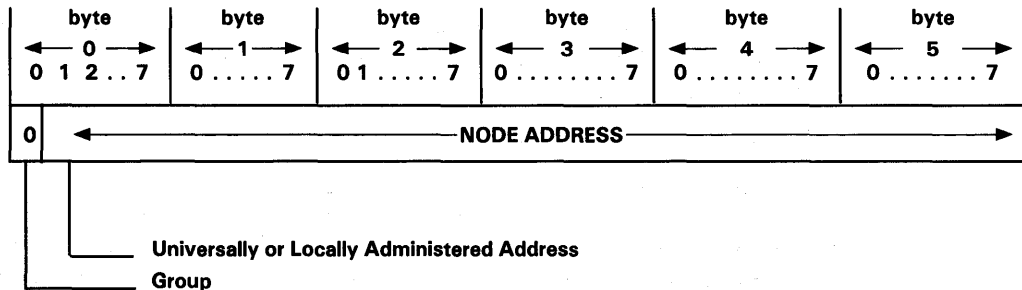 byte byte byte byte byte byte
0 1 2 3 4 5
0 1 2 . . 7 0 . . . . . 7 0 1 . . . . . 7 0 . . . . . . . . 7 0 . . . . . . . . 7 0 . . . . . . . 7
0 NODE ADDRESS
Universally or Locally Administered Address
Group